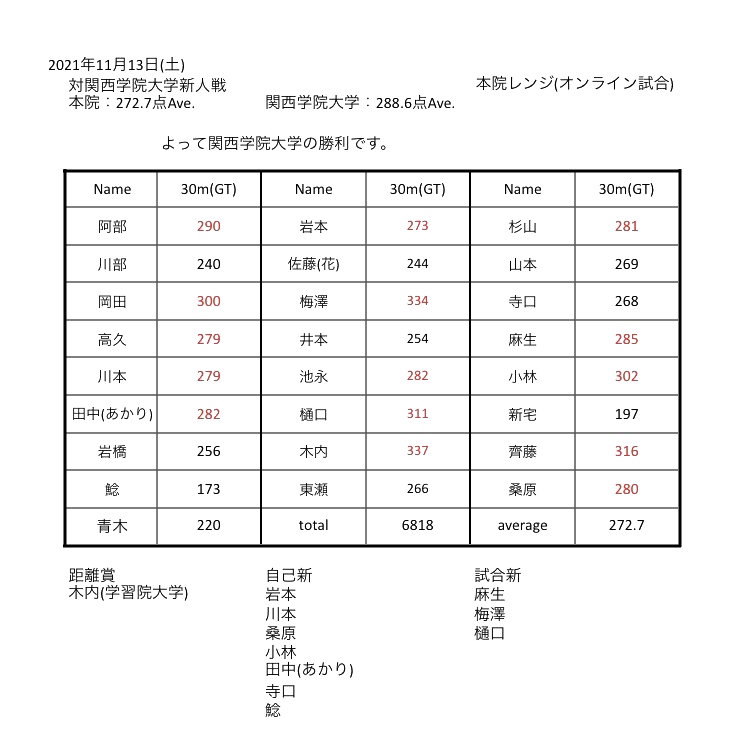 2021年11月13日(土)
対関西学院大学新人戦
本院レンジ(オンライン試合)
本院：272.7点Ave. 関西学院大学：288.6点Ave.
よって関西学院大学の勝利です。
Name 30m(GT) Name 30m(GT) Name 30m(GT)
阿部 290 岩本 273 杉山 281
川部 240 佐藤(花) 244 山本 269
岡田 300 梅澤 334 寺口 268
高久 279 井本 254 麻生 285
川本 279 池永 282 小林 302
田中(あかり) 282 樋口 311 新宅 197
岩橋 256 木内 337 齊藤 316
鯰 173 東瀬 266 桑原 280
青木 220 total 6818 average 272.7
距離賞
木内(学習院大学)
自己新
岩本
川本
桑原
小林
田中(あかり)
寺口
鯰
試合新
麻生
梅澤
樋口